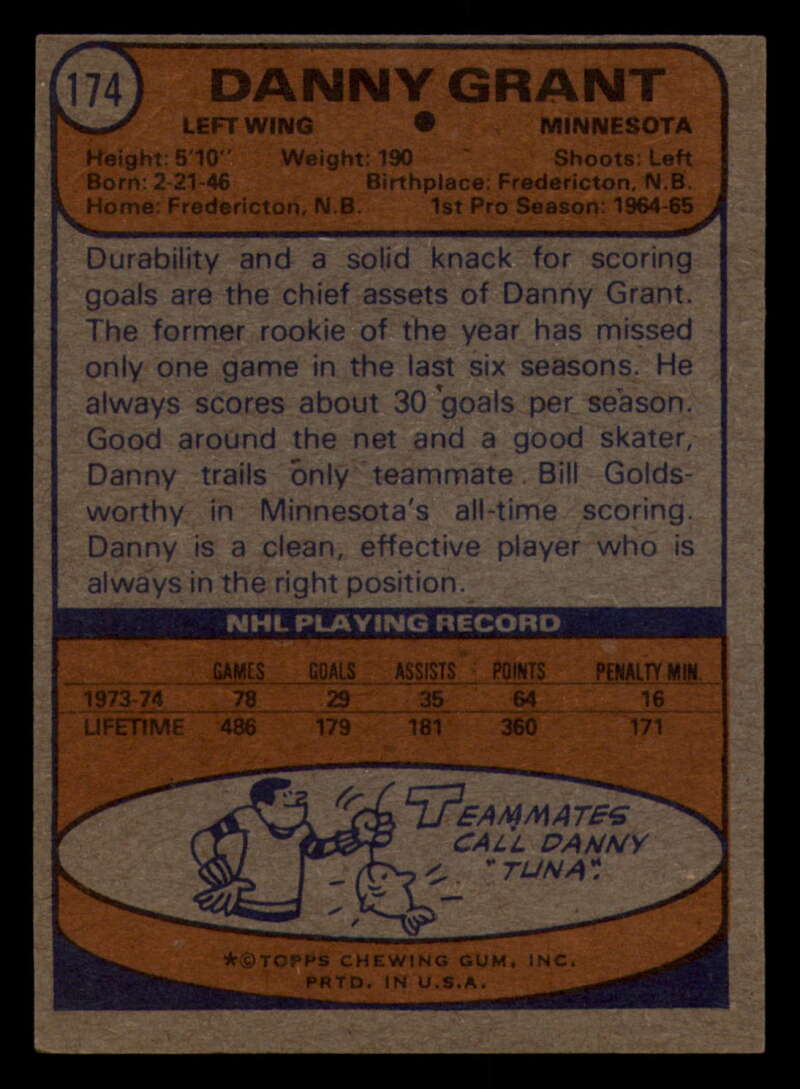 174
DANNY GRANT
LEFT WING ● MINNESOTA
Height: 5'10" Weight: 190 Shoots: Left
Born: 2-21-46 Birthplace: Fredericton, N.B.
Home: Fredericton, N.B. 1st Pro Season: 1964-65
Durability and a solid knack for scoring
goals are the chief assets of Danny Grant.
The former rookie of the year has missed
only one game in the last six seasons. He
always scores about 30 goals per season.
Good around the net and a good skater,
Danny trails only teammate Bill Golds-
worthy in Minnesota's all-time scoring.
Danny is a clean, effective player who is
always in the right position.
NHL PLAYING RECORD
GAMES GOALS ASSISTS POINTS PENALTY MIN.
1973-74 78 29 35 64 16
LIFETIME 486 179 181 360 171
TEAMMATES
CALL DANNY
"TUNA".
*©TOPPS CHEWING GUM, INC.
PRTD. IN U.S.A.